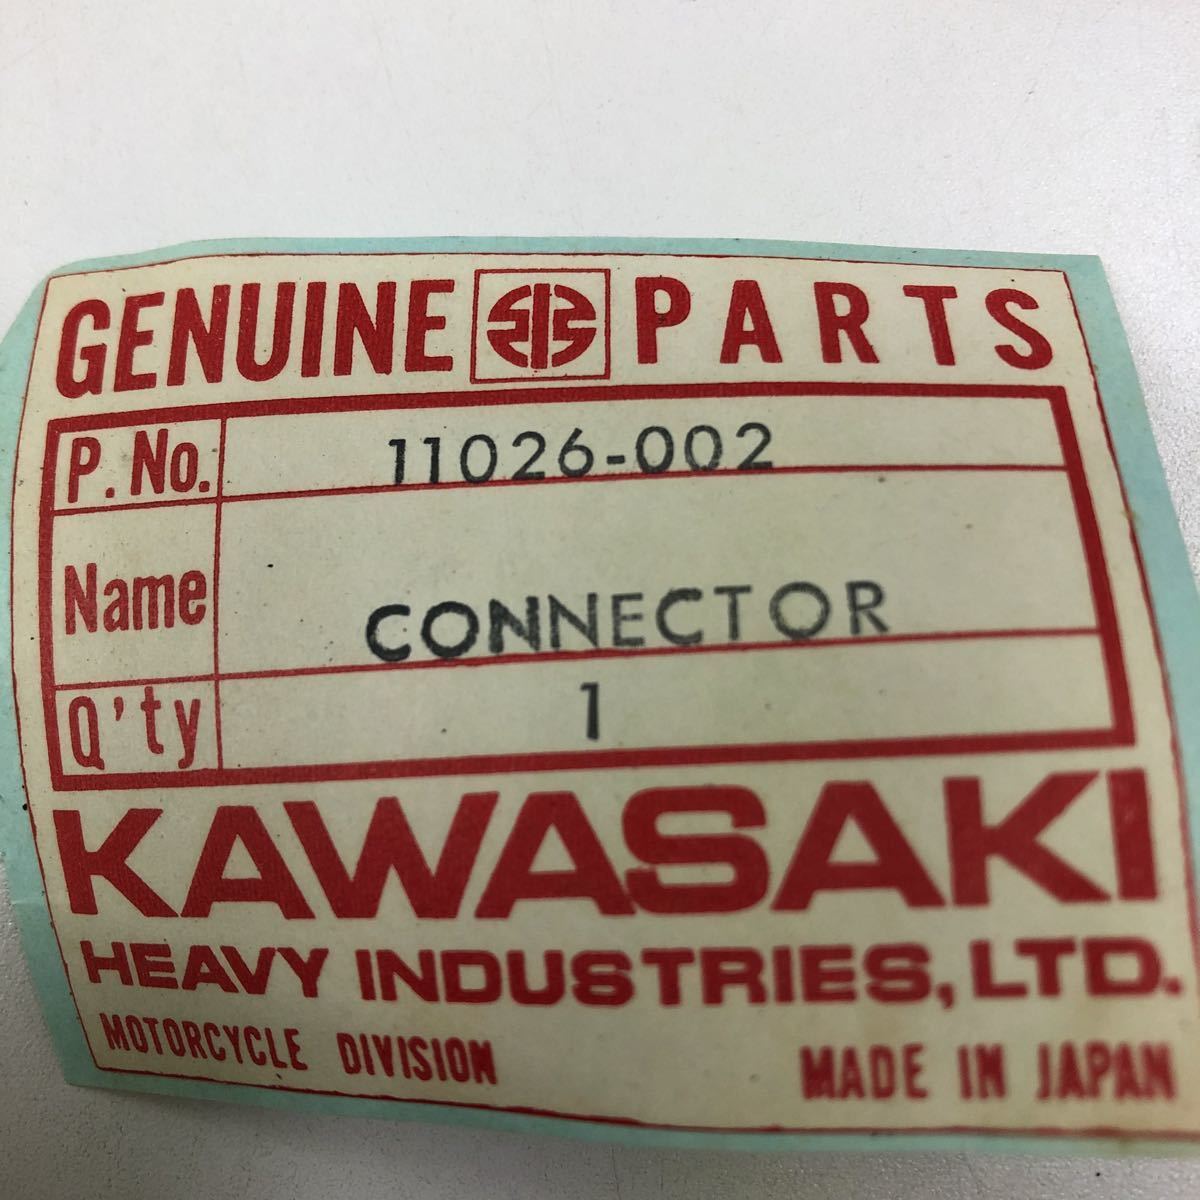 GENUINE PARTS
P. No. 11026-002
Name CONNECTOR
Q'ty 1
KAWASAKI
HEAVY INDUSTRIES, LTD.
MOTORCYCLE DIVISION MADE IN JAPAN